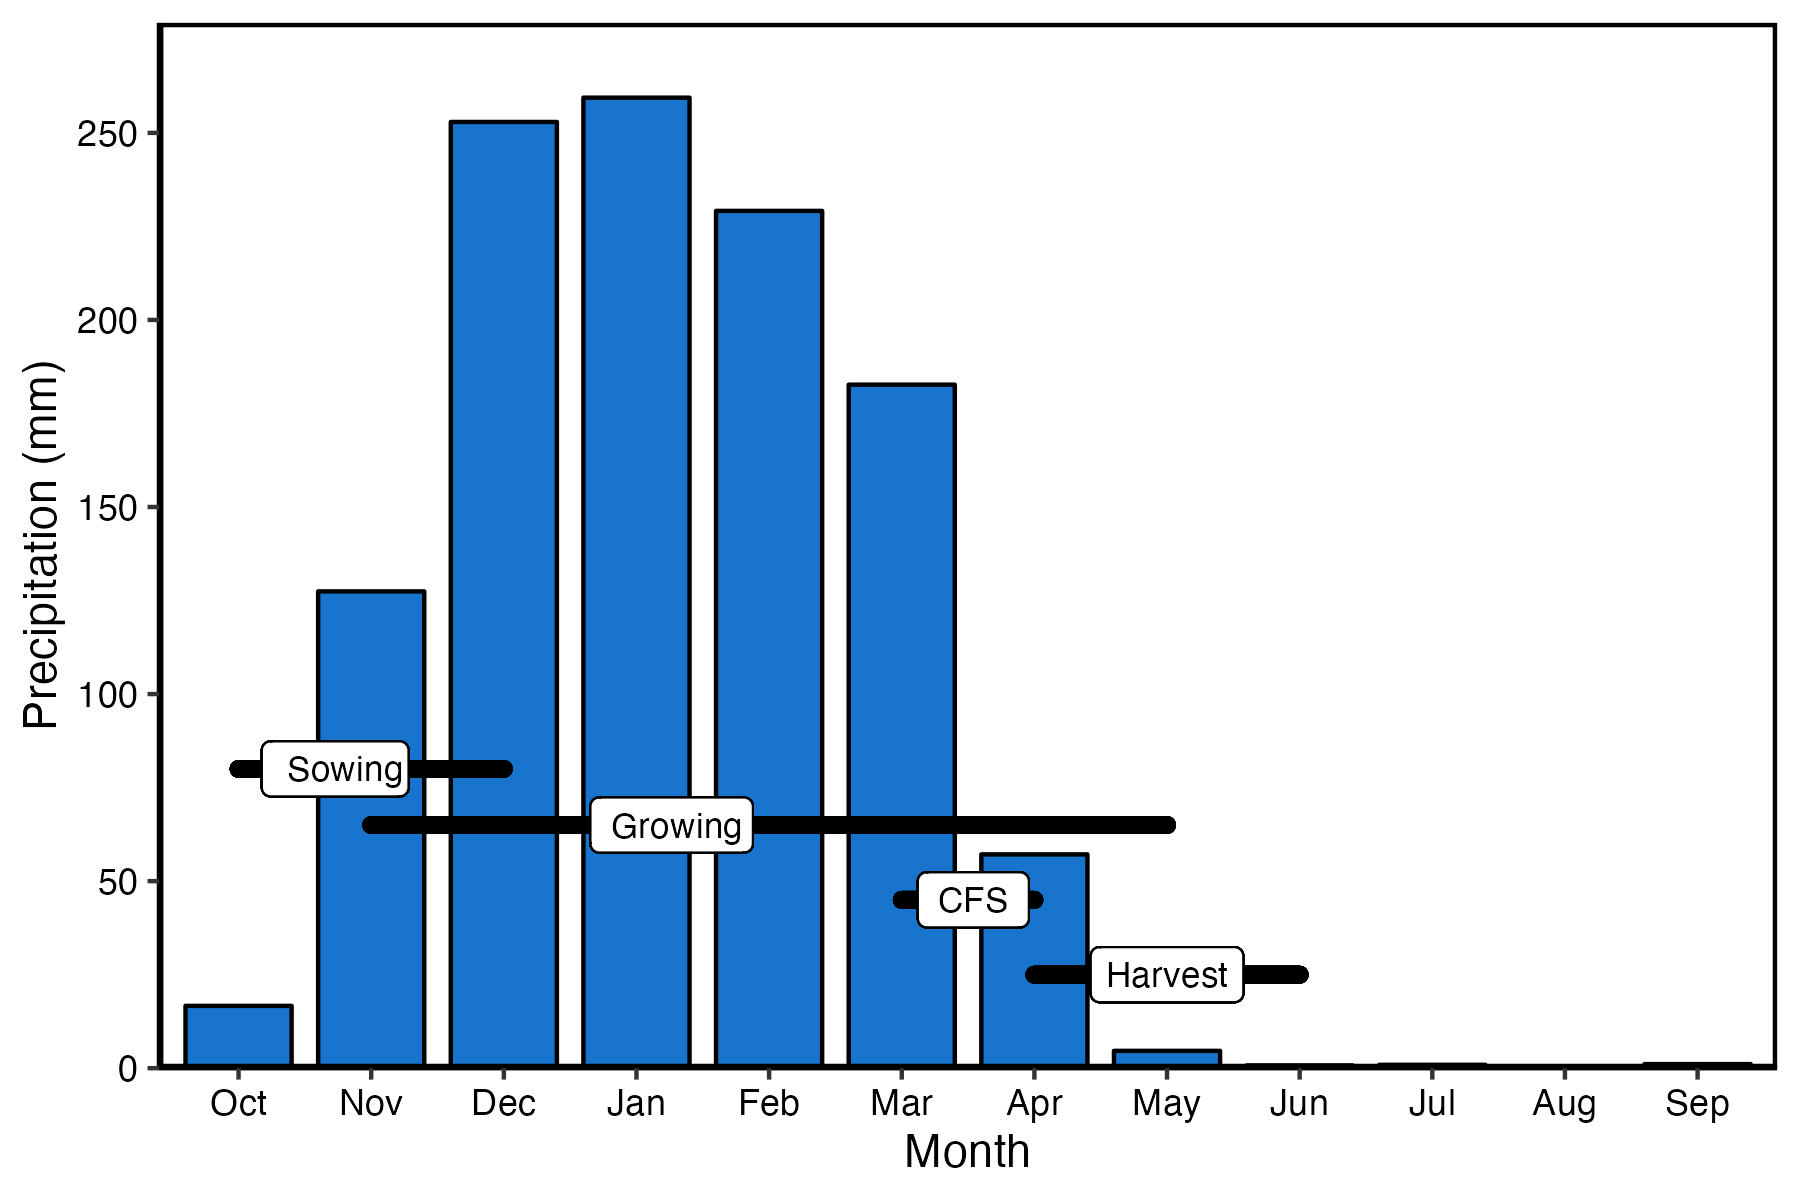 Precipitation (mm)
250
200
150
100
50
0
Sowing
Growing
CFS
Harvest
Oct Nov Dec Jan Feb Mar Apr May Jun Jul Aug Sep
Month